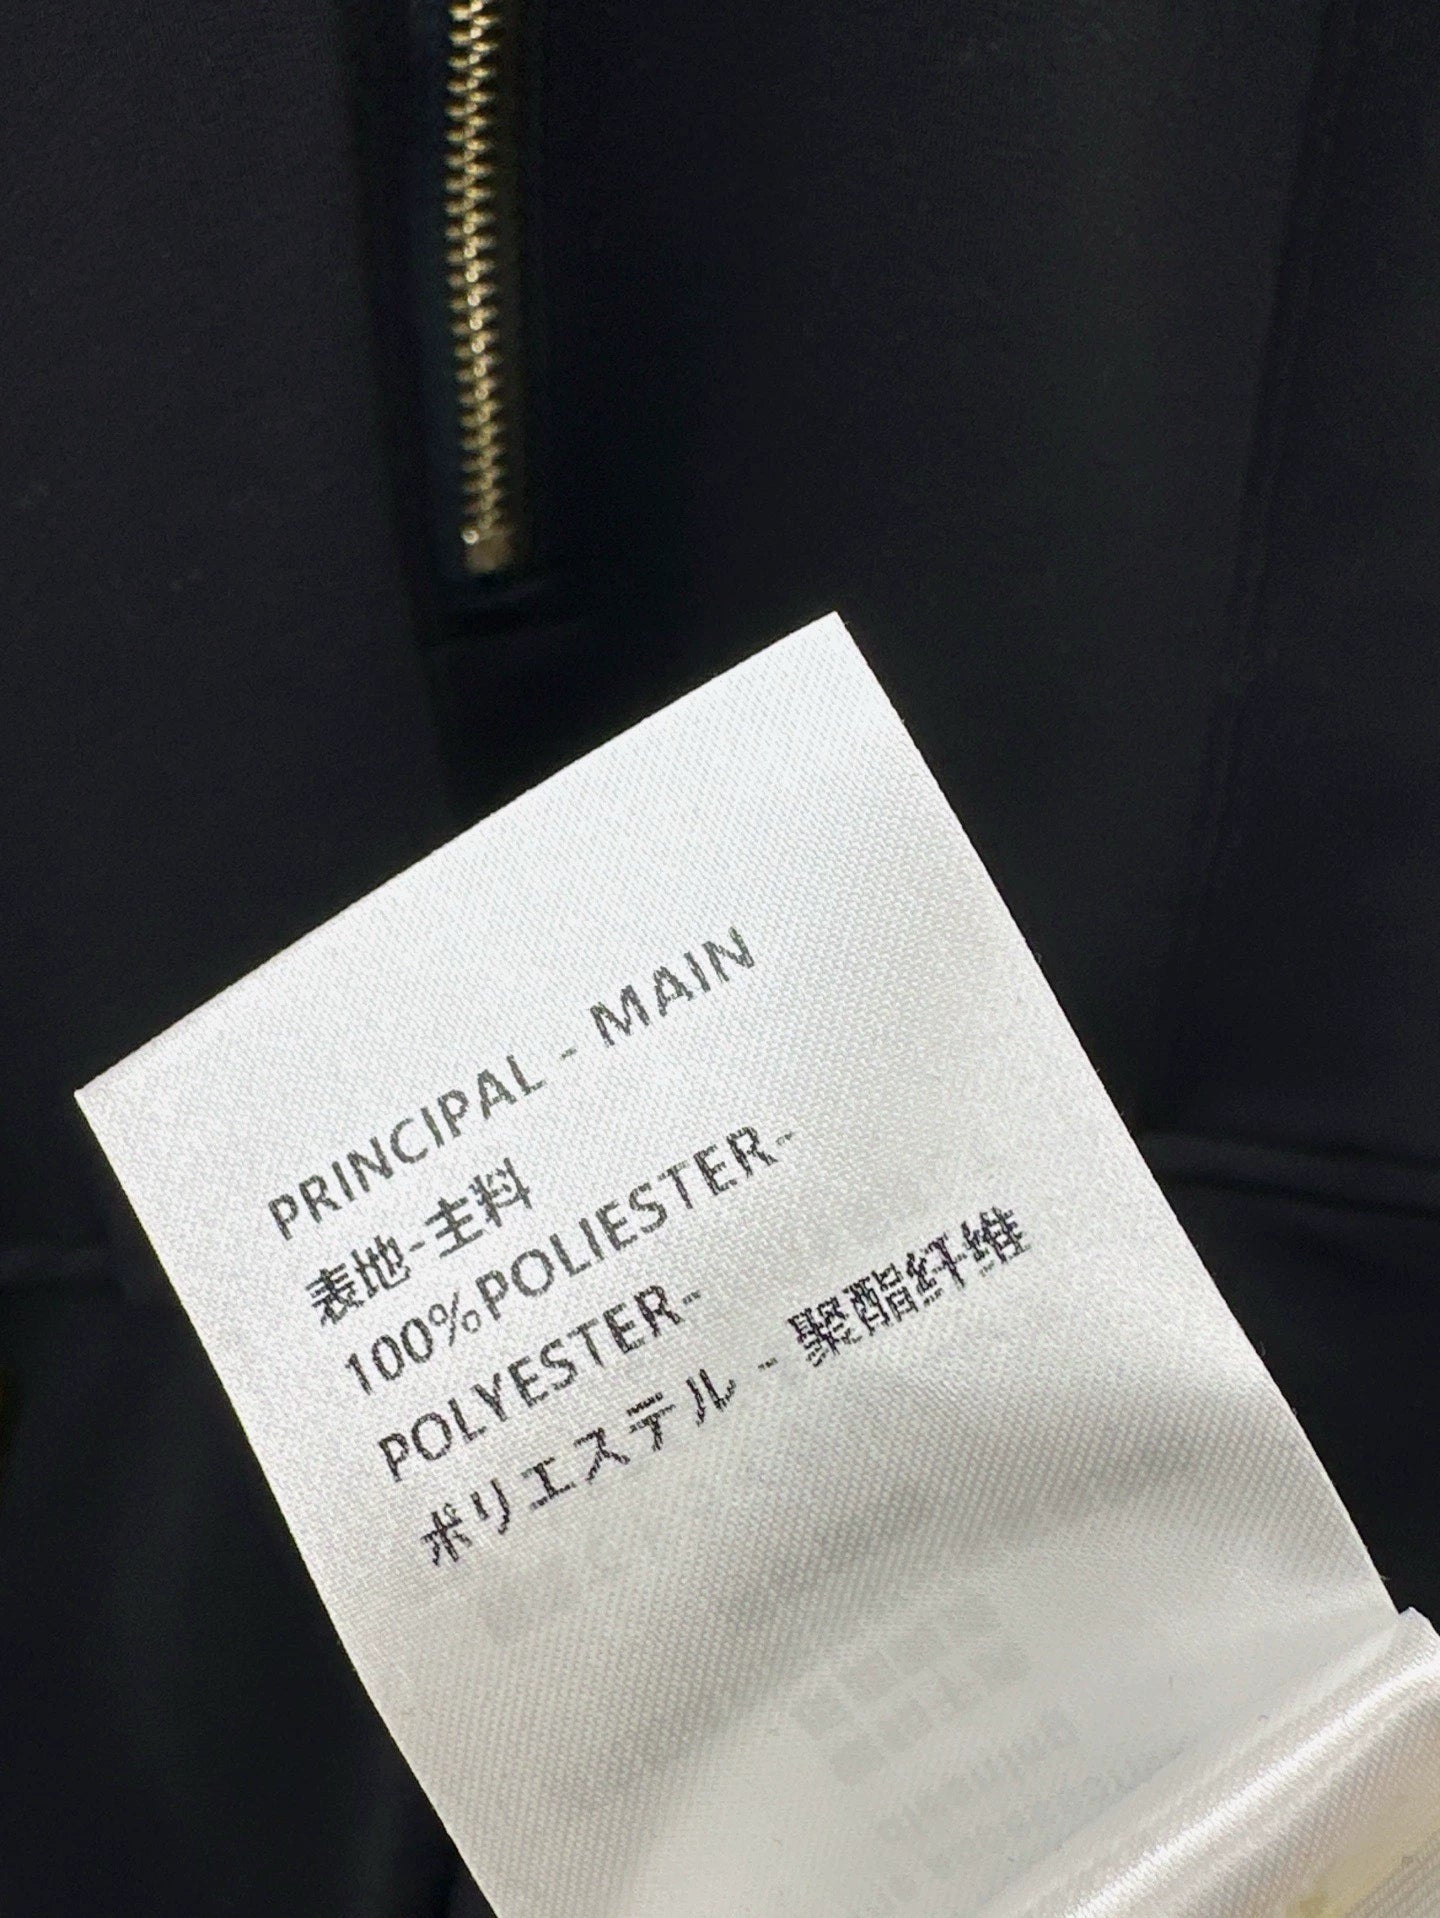 PRINCIPAL - MAIN
表地-主料
100%POLIESTER-
POLYESTER-
ポリエステル - 聚酯纤维